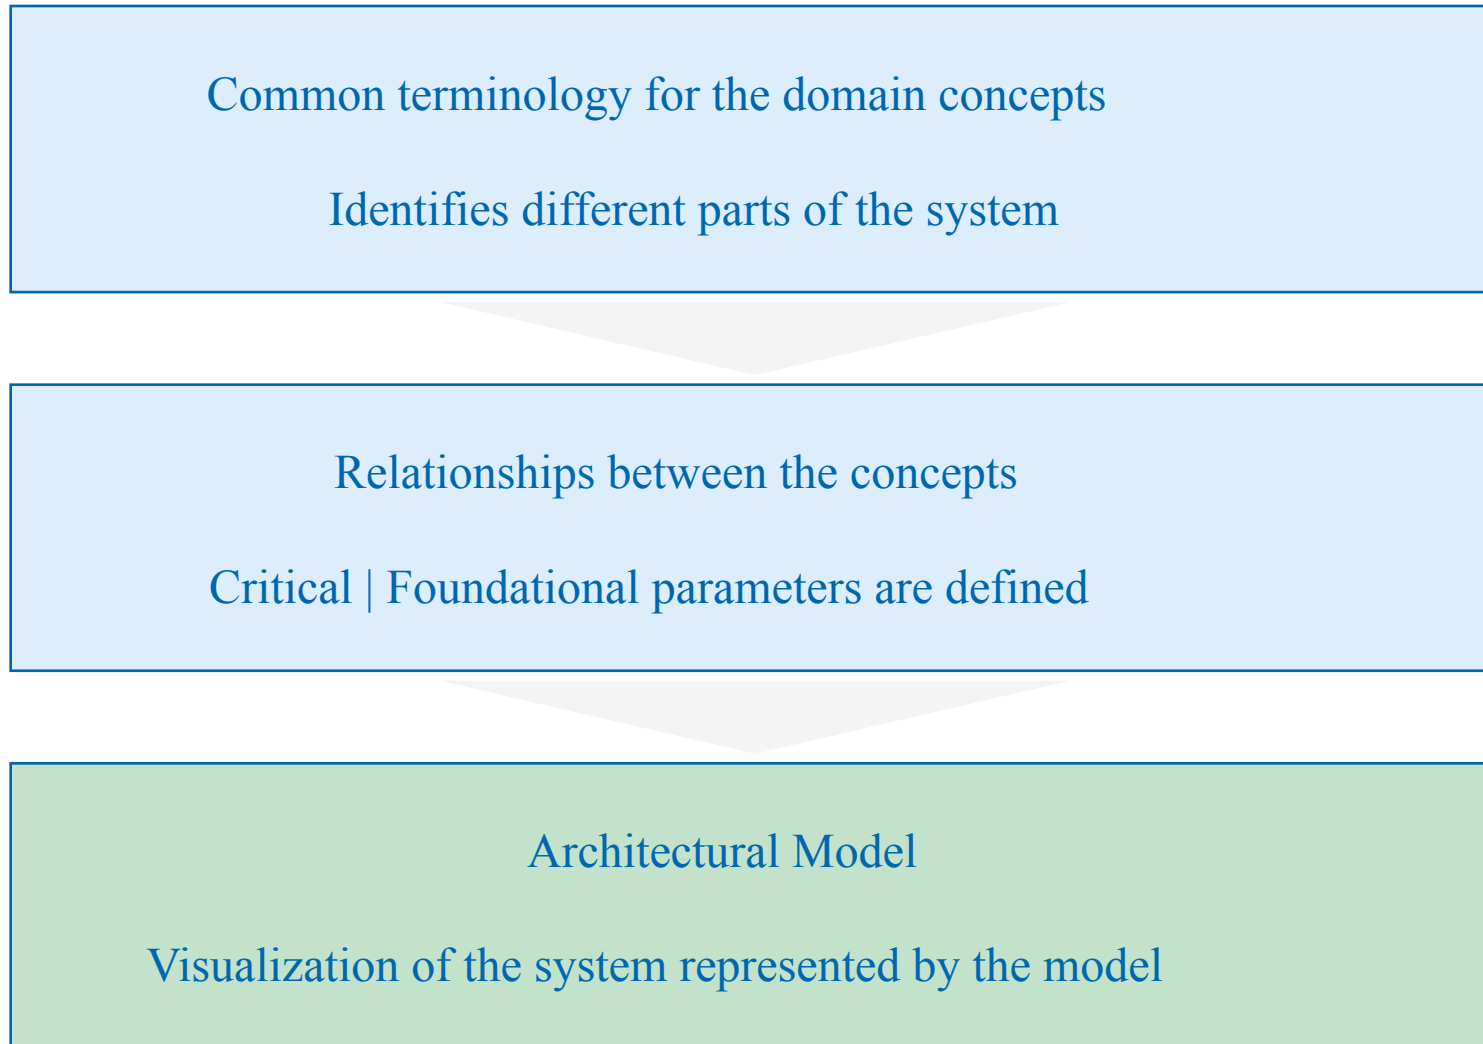 Common terminology for the domain concepts
Identifies different parts of the system
Relationships between the concepts
Critical | Foundational parameters are defined
Architectural Model
Visualization of the system represented by the model